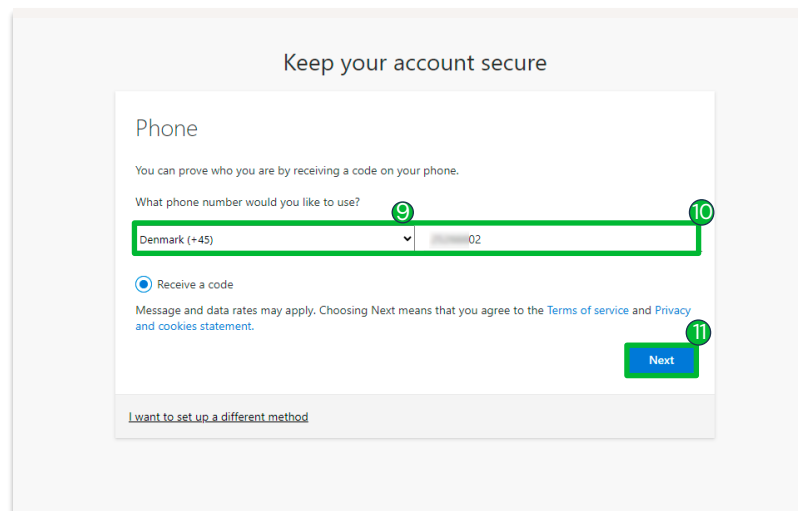 Keep your account secure
Phone
You can prove who you are by receiving a code on your phone.
What phone number would you like to use?
9
10
Denmark (+45)
02
Receive a code
Message and data rates may apply. Choosing Next means that you agree to the Terms of service and Privacy
and cookies statement.
11
Next
I want to set up a different method